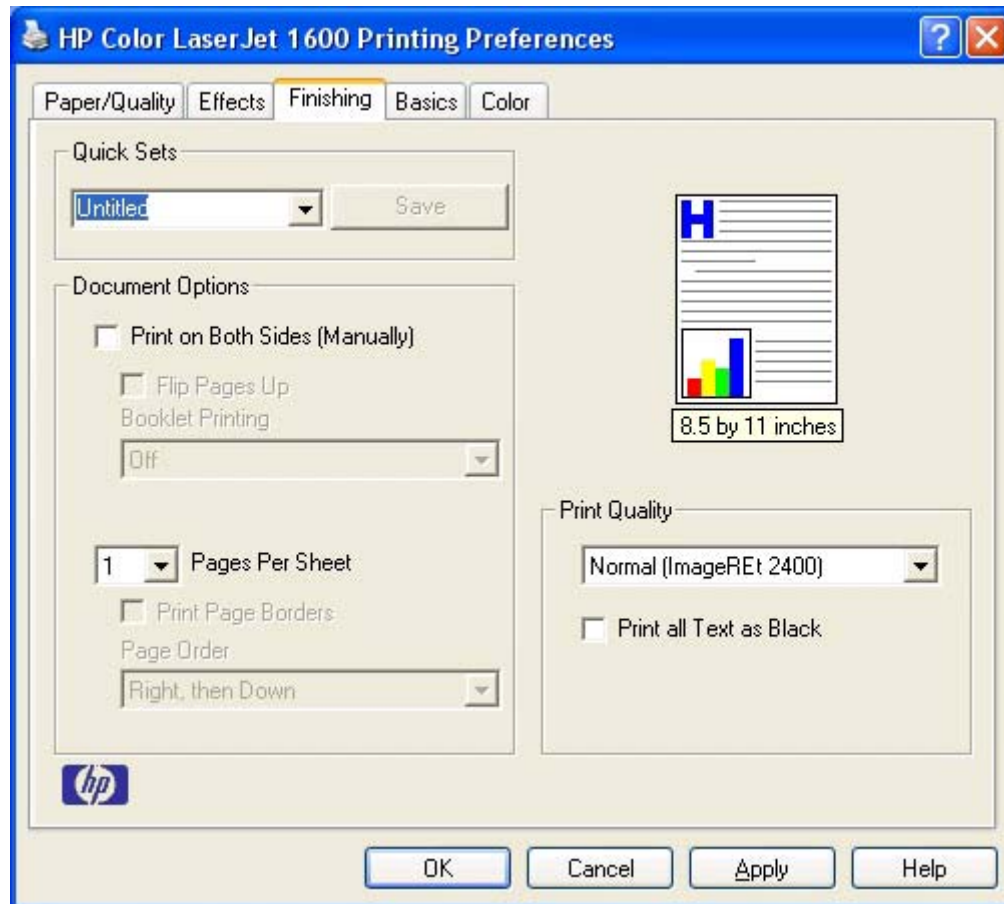 HP Color LaserJet 1600 Printing Preferences
Paper/Quality Effects Finishing Basics Color
Quick Sets
Untitled Save
H
8.5 by 11 inches
Document Options
Print on Both Sides (Manually)
Flip Pages Up
Booklet Printing
Off
1 Pages Per Sheet
Print Page Borders
Page Order
Right, then Down
Print Quality
Normal (ImageREt 2400)
Print all Text as Black
hp
OK Cancel Apply Help